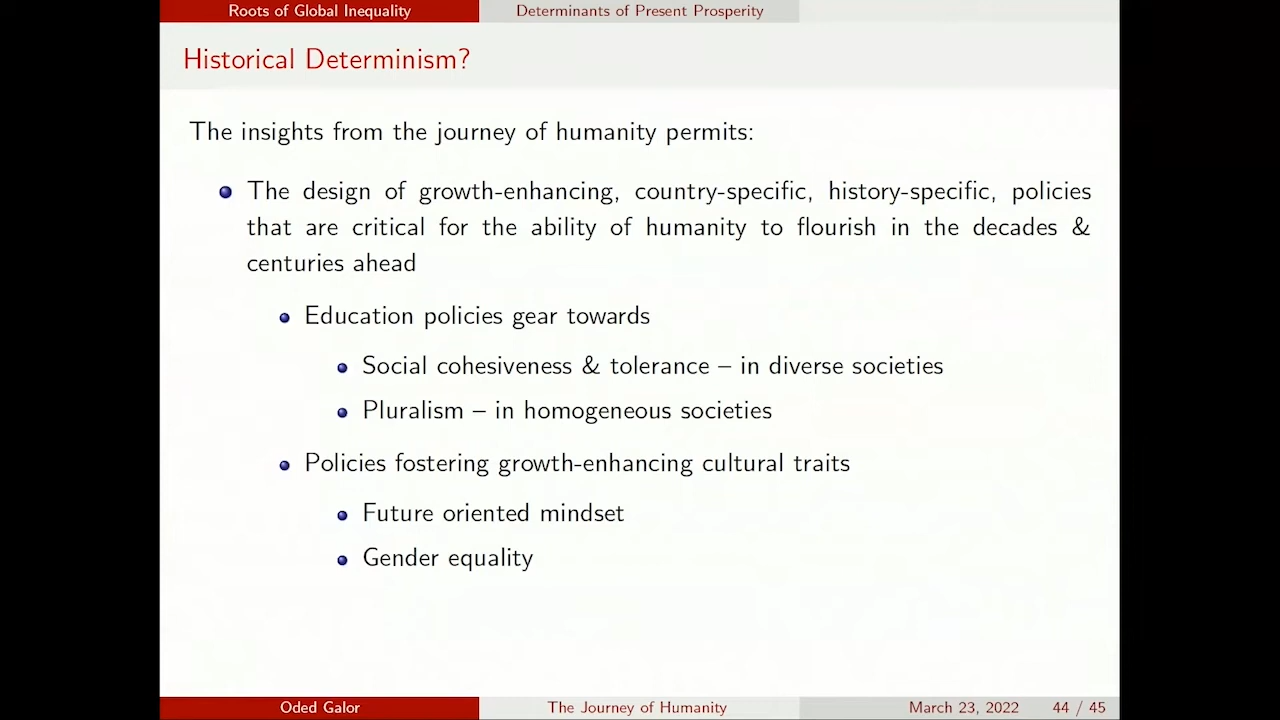 Roots of Global Inequality
Determinants of Present Prosperity
Historical Determinism?
The insights from the journey of humanity permits:
The design of growth-enhancing, country-specific, history-specific, policies
that are critical for the ability of humanity to flourish in the decades &
centuries ahead
Education policies gear towards
Social cohesiveness & tolerance – in diverse societies
Pluralism – in homogeneous societies
Policies fostering growth-enhancing cultural traits
Future oriented mindset
Gender equality
Oded Galor
The Journey of Humanity
March 23, 2022
44 / 45